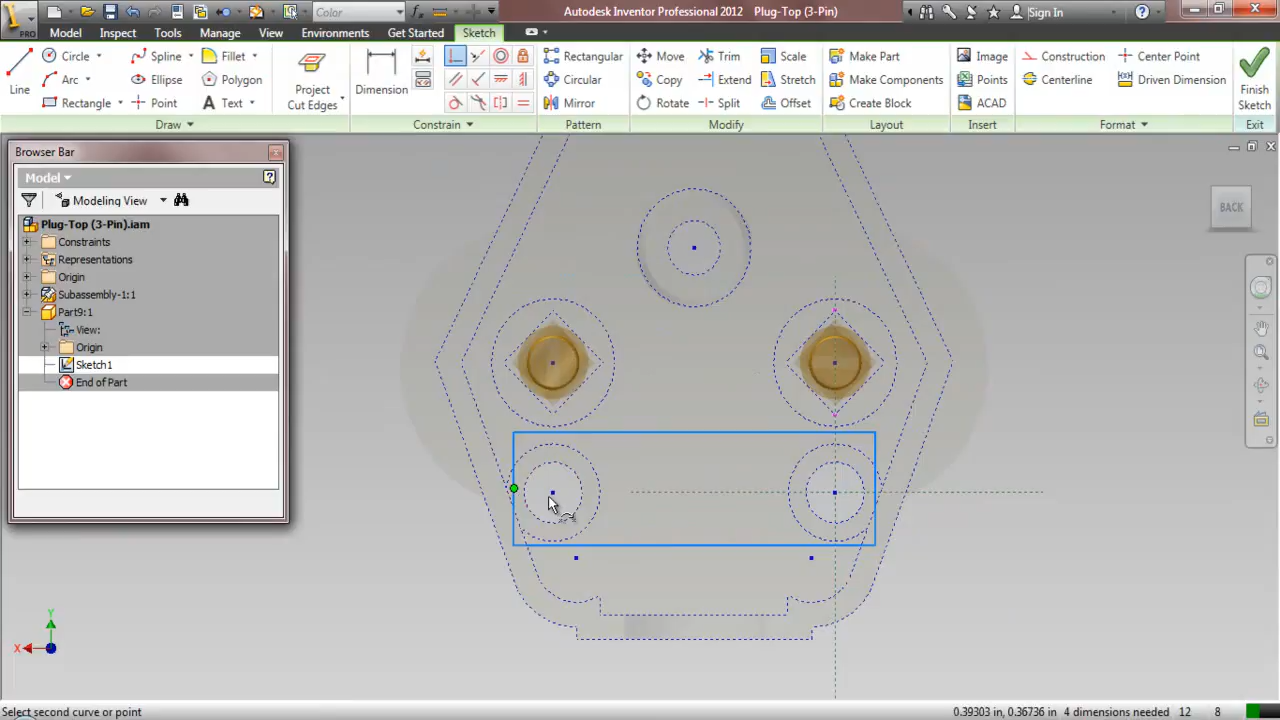 Color
Autodesk Inventor Professional 2012 Plug-Top (3-Pin)
Sign In
PRO
Model Inspect Tools Manage View Environments Get Started Sketch
Line
Circle
Arc
Rectangle
Spline
Ellipse
Point
Fillet
Polygon
Text
Project
Cut Edges
Dimension
Rectangular
Circular
Mirror
Move
Copy
Rotate
Trim
Extend
Split
Scale
Stretch
Offset
Make Part
Make Components
Create Block
Image
Points
ACAD
Construction
Centerline
Center Point
Driven Dimension
Finish
Sketch
Draw
Constrain
Pattern
Modify
Layout
Insert
Format
Exit
Browser Bar
Model
Modeling View
Plug-Top (3-Pin).iam
Constraints
Representations
Origin
Subassembly-1:1
Part9:1
View:
Origin
Sketch1
End of Part
BACK
Y
X
Select second curve or point
0.39303 in, 0.36736 in 4 dimensions needed 12 8